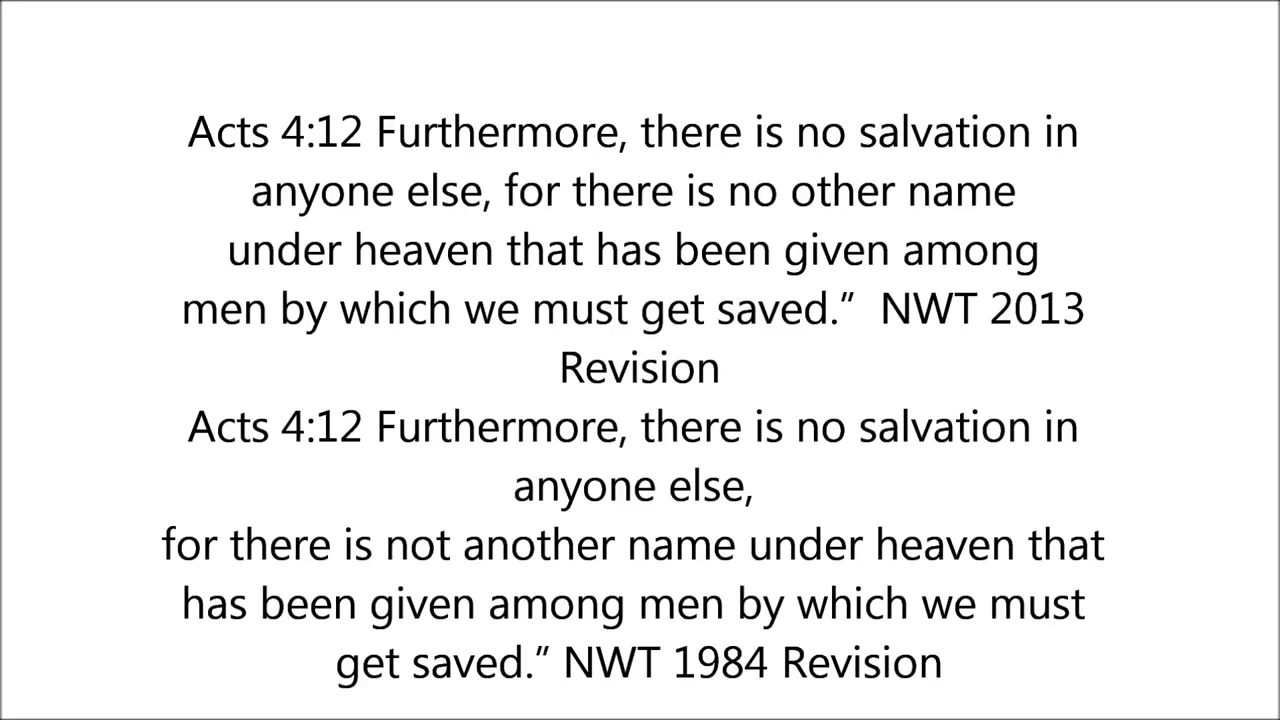 Acts 4:12 Furthermore, there is no salvation in
anyone else, for there is no other name
under heaven that has been given among
men by which we must get saved.”  NWT 2013
Revision
Acts 4:12 Furthermore, there is no salvation in
anyone else,
for there is not another name under heaven that
has been given among men by which we must
get saved.” NWT 1984 Revision